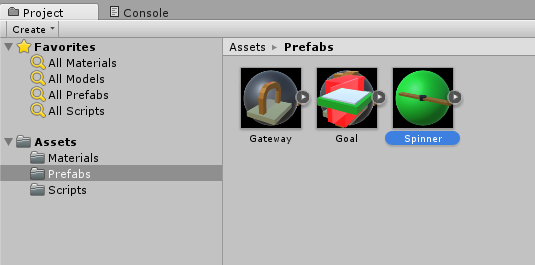 Project Console
Create
Favorites
All Materials
All Models
All Prefabs
All Scripts
Assets
Materials
Prefabs
Scripts
Assets ▸ Prefabs
Gateway Goal Spinner